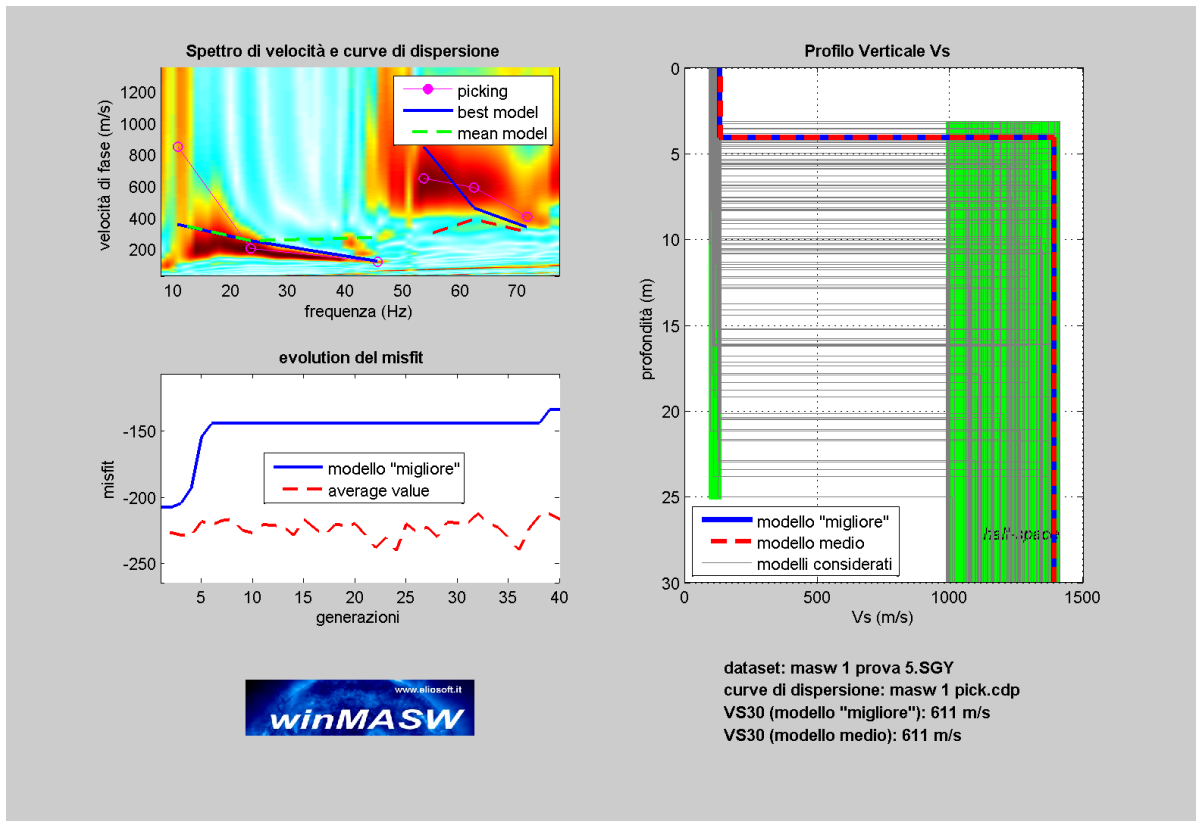 Spettro di velocità e curve di dispersione
1200
1000
800
600
400
200
velocità di fase (m/s)
picking
best model
mean model
10 20 30 40 50 60 70
frequenza (Hz)
evolution del misfit
-150
-200
-250
misfit
modello "migliore"
average value
5 10 15 20 25 30 35 40
generazioni
www.eliosoft.it
winMASW
Profilo Verticale Vs
0
5
10
15
20
25
30
profondità (m)
half-space
modello "migliore"
modello medio
modelli considerati
0 500 1000 1500
Vs (m/s)
dataset: masw 1 prova 5.SGY
curve di dispersione: masw 1 pick.cdp
VS30 (modello "migliore"): 611 m/s
VS30 (modello medio): 611 m/s